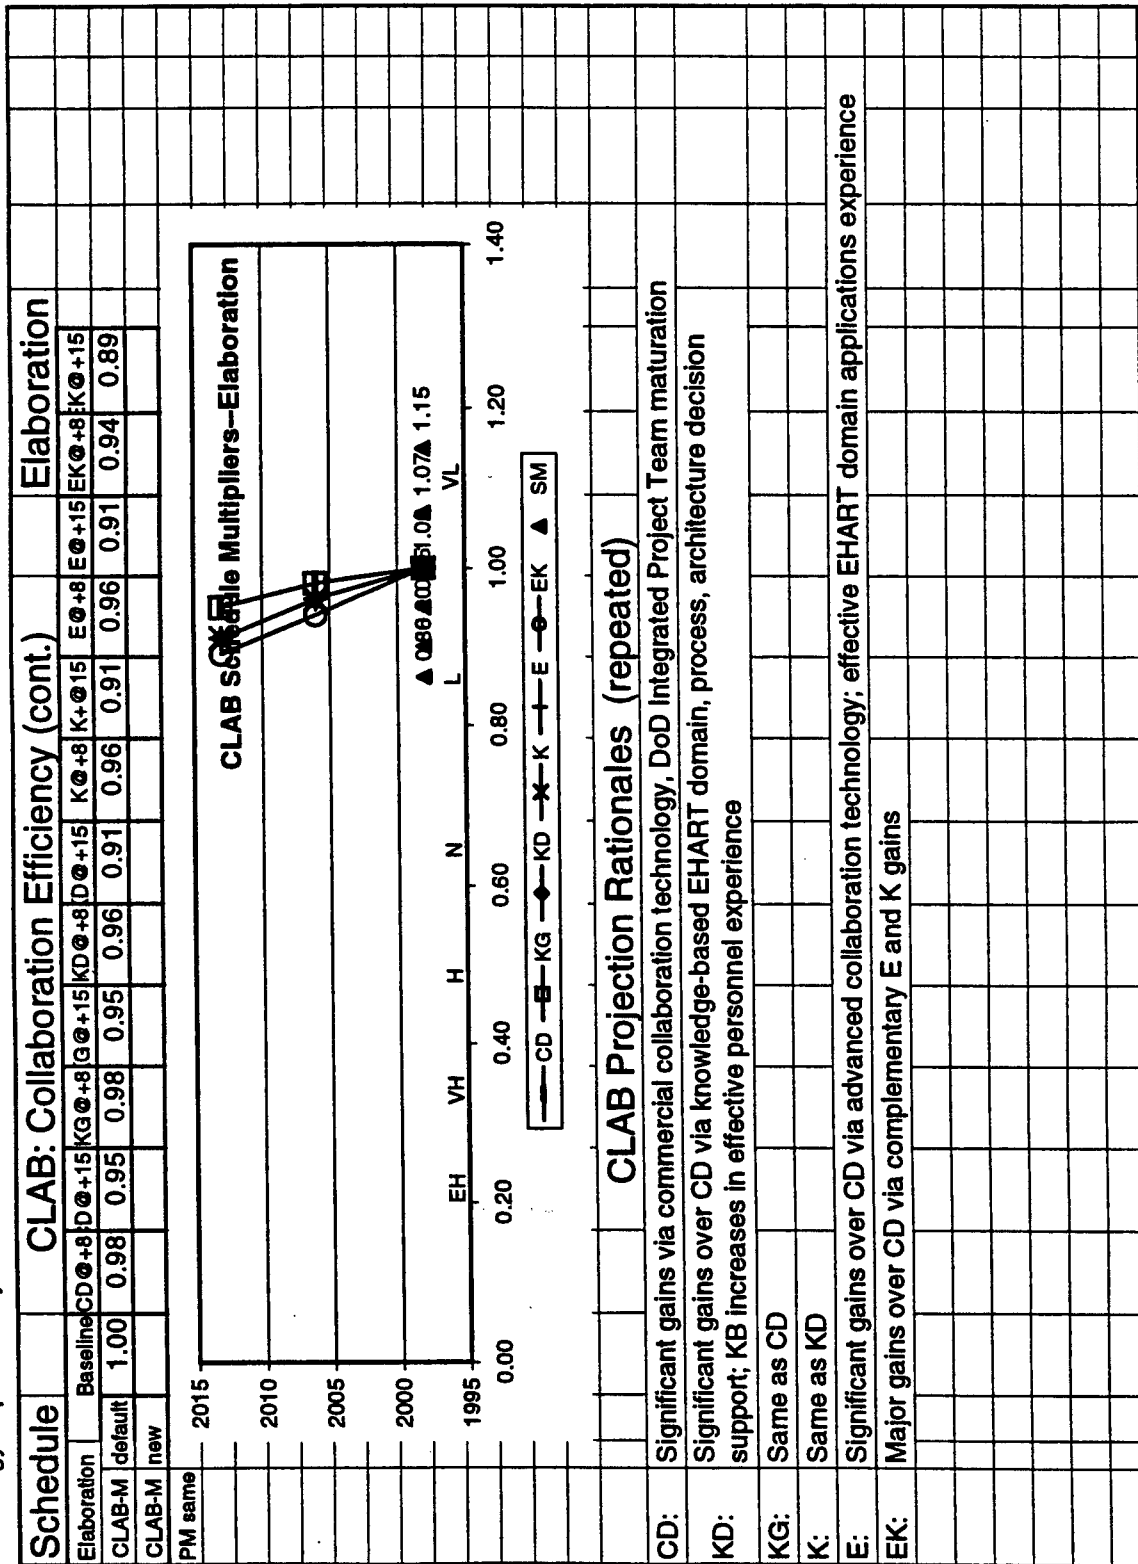 Schedule CLAB: Collaboration Efficiency (cont.) Elaboration
Elaboration Baseline CD@+8 D@+15 KG@+8 G@+15 KD@+8 D@+15 K@+8 K+@15 E@+8 E@+15 EK@+8 K@+15
CLAB-M default 1.00 0.98 0.95 0.98 0.95 0.96 0.91 0.96 0.91 0.96 0.91 0.94 0.89
CLAB-M new
PM same
CLAB Schedule Multipliers–Elaboration
2015
2010
2005
2000
1995
1.07 1.15
EH VH H N L VL
0.00 0.20 0.40 0.60 0.80 1.00 1.20 1.40
CD KG KD K E EK SM
CLAB Projection Rationales (repeated)
CD: Significant gains via commercial collaboration technology, DoD Integrated Project Team maturation
KD: Significant gains over CD via knowledge-based EHART domain, process, architecture decision
support; KB increases in effective personnel experience
KG: Same as CD
K: Same as KD
E: Significant gains over CD via advanced collaboration technology; effective EHART domain applications experience
EK: Major gains over CD via complementary E and K gains